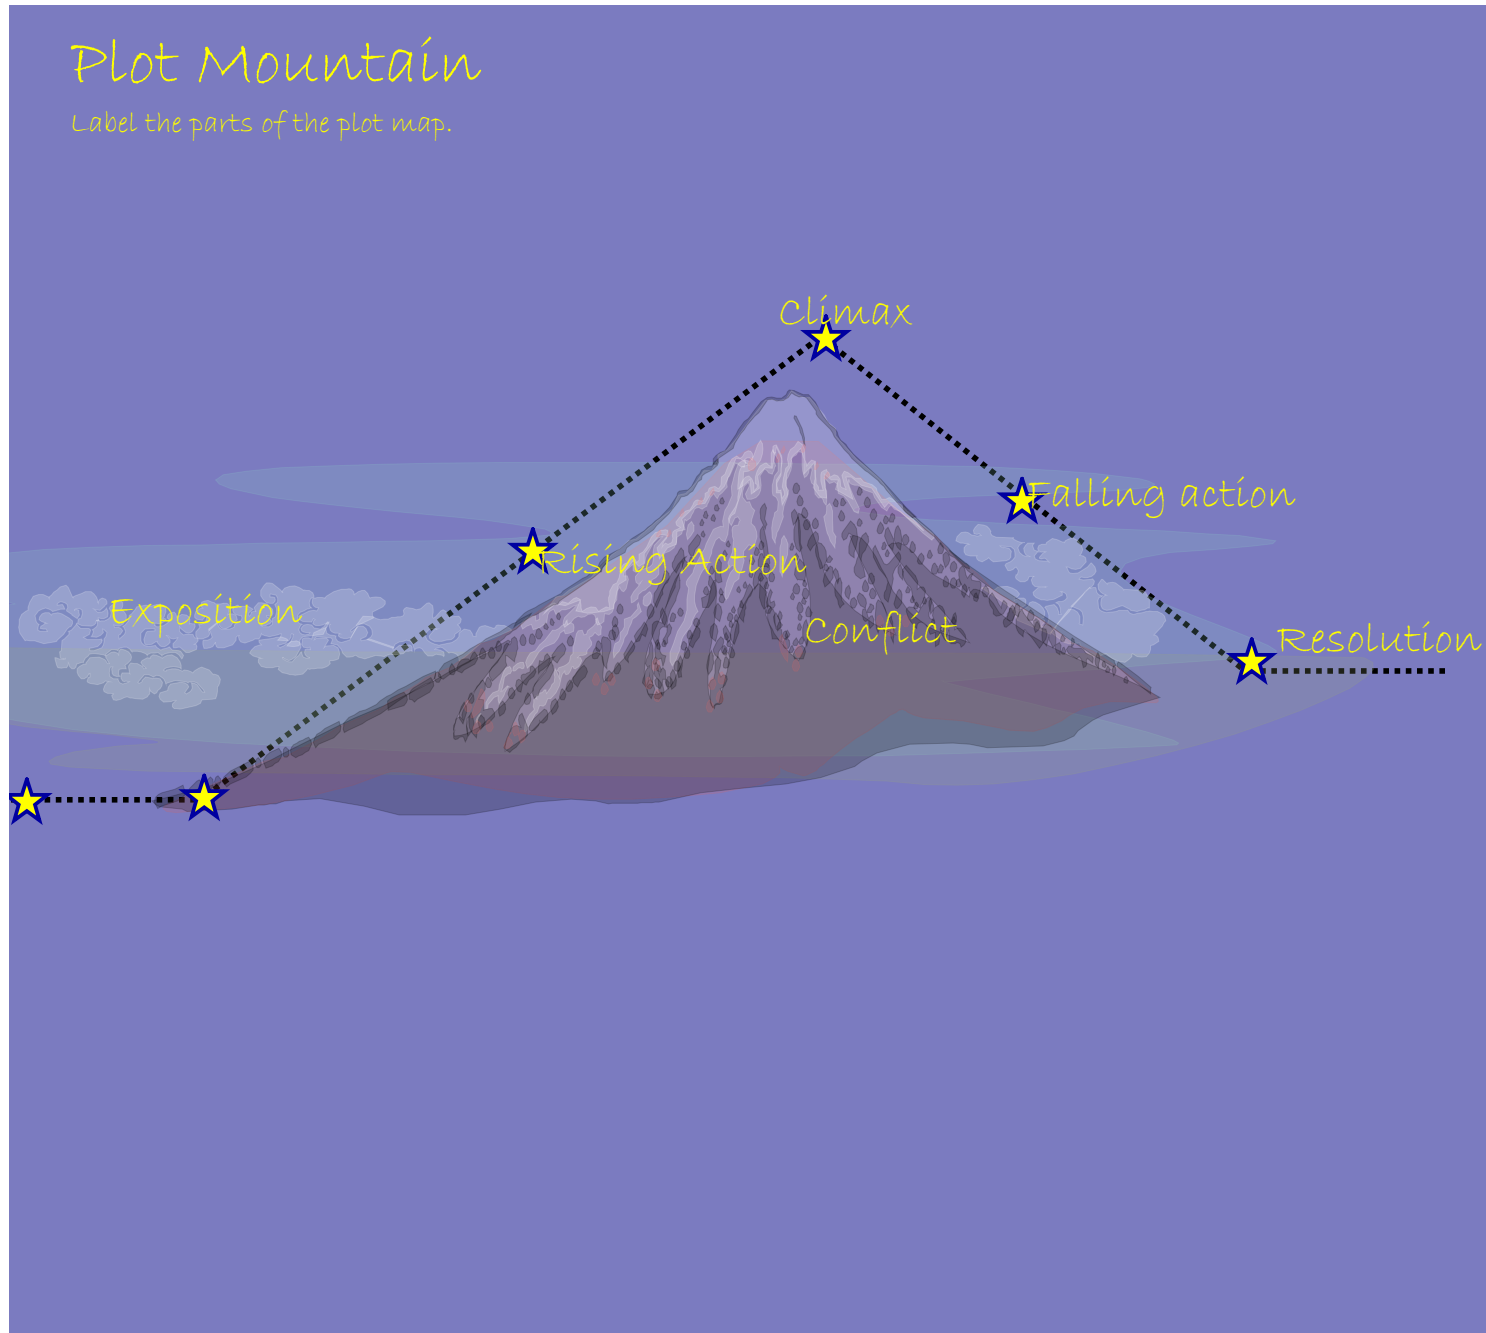 Plot Mountain
Label the parts of the plot map.
Climax
Falling action
Rising Action
Exposition
Conflict
Resolution